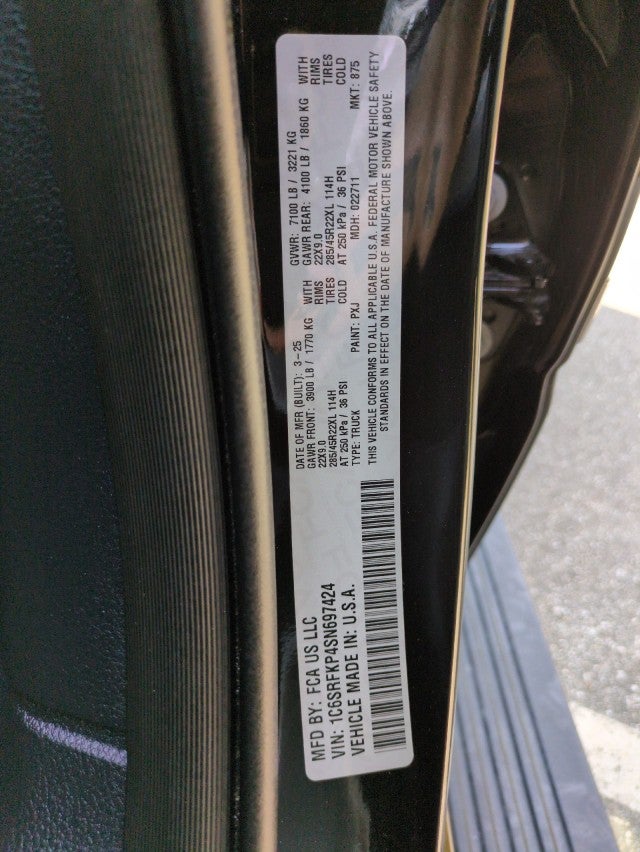 MFD BY: FCA US LLC
VIN: 1C6SRFKP4SN697424
VEHICLE MADE IN: U.S.A.
DATE OF MFR (BUILT): 3-25 GVWR: 7100 LB / 3221 KG
GAWR FRONT: 3900 LB / 1770 KG WITH GAWR REAR: 4100 LB / 1860 KG WITH
22X9.0 RIMS 22X9.0 RIMS
285/45R22XL 114H TIRES 285/45R22XL 114H TIRES
AT 250 kPa / 36 PSI COLD AT 250 kPa / 36 PSI COLD
TYPE: TRUCK PAINT: PXJ MDH: 022711 MKT: 875
THIS VEHICLE CONFORMS TO ALL APPLICABLE U.S.A. FEDERAL MOTOR VEHICLE SAFETY
STANDARDS IN EFFECT ON THE DATE OF MANUFACTURE SHOWN ABOVE.